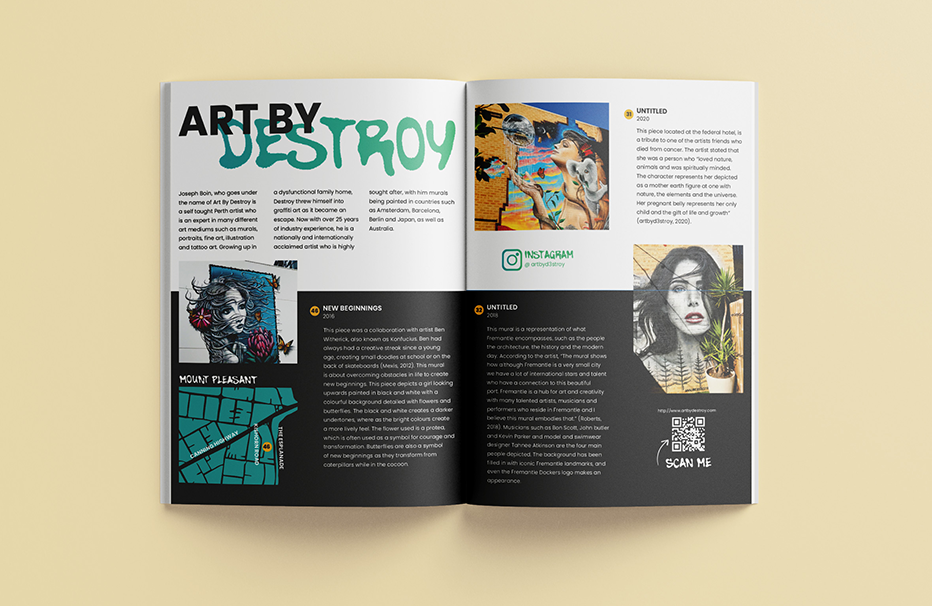 ART BY
DESTROY
Joseph Boin, who goes under
the name of Art By Destroy is
a self taught Perth artist who
is an expert in many different
art mediums such as murals,
portraits, fine art, illustration
and tattoo art. Growing up in
a dysfunctional family home,
Destroy threw himself into
graffiti art as it became an
escape. Now with over 25 years
of industry experience, he is a
nationally and internationally
acclaimed artist who is highly
sought after, with him murals
being painted in countries such
as Amsterdam, Barcelona,
Berlin and Japan, as well as
Australia.
46 NEW BEGINNINGS
2016
This piece was a collaboration with artist Ben
Witherick, also known as Konfucius. Ben had
always had a creative streak since a young
age, creating small doodles at school or on the
back of skateboards (Mexis, 2012). This mural
is about overcoming obstacles in life to create
new beginnings. This piece depicts a girl looking
upwards painted in black and white with a
colourful background detailed with flowers and
butterflies. The black and white creates a darker
undertones, where as the bright colours create
a more lively feel. The flower used is a protea,
which is often used as a symbol for courage and
transformation. Butterflies are also a symbol
of new beginnings as they transform from
caterpillars while in the cocoon.
MOUNT PLEASANT
CANNING HIGHWAY
THE ESPLANADE
46
31 UNTITLED
2020
This piece located at the federal hotel, is
a tribute to one of the artists friends who
died from cancer. The artist stated that
she was a person who "loved nature,
animals and was spiritually minded.
The character represents her depicted
as a mother earth figure at one with
nature, the elements and the universe.
Her pregnant belly represents her only
child and the gift of life and growth"
(artbyd3stroy, 2020).
INSTAGRAM
@ artbyd3stroy
32 UNTITLED
2018
This mural is a representation of what
Fremantle encompasses, such as the people
the architecture, the history and the modern
day. According to the artist, "The mural shows
how although Fremantle is a very small city
we have a lot of international stars and talent
who have a connection to this beautiful
part. Fremantle is a hub for art and creativity
with many talented artists, musicians and
performers who reside in Fremantle and I
believe this mural embodies that." (Roberts,
2018). Musicians such as Bon Scott, John butler
and Kevin Parker and model and swimwear
designer Tannee Atkinson are the four main
people depicted. The background has been
filled in with iconic Fremantle landmarks, and
even the Fremantle Dockers logo makes an
appearance.
http://www.artbydestroy.com
SCAN ME